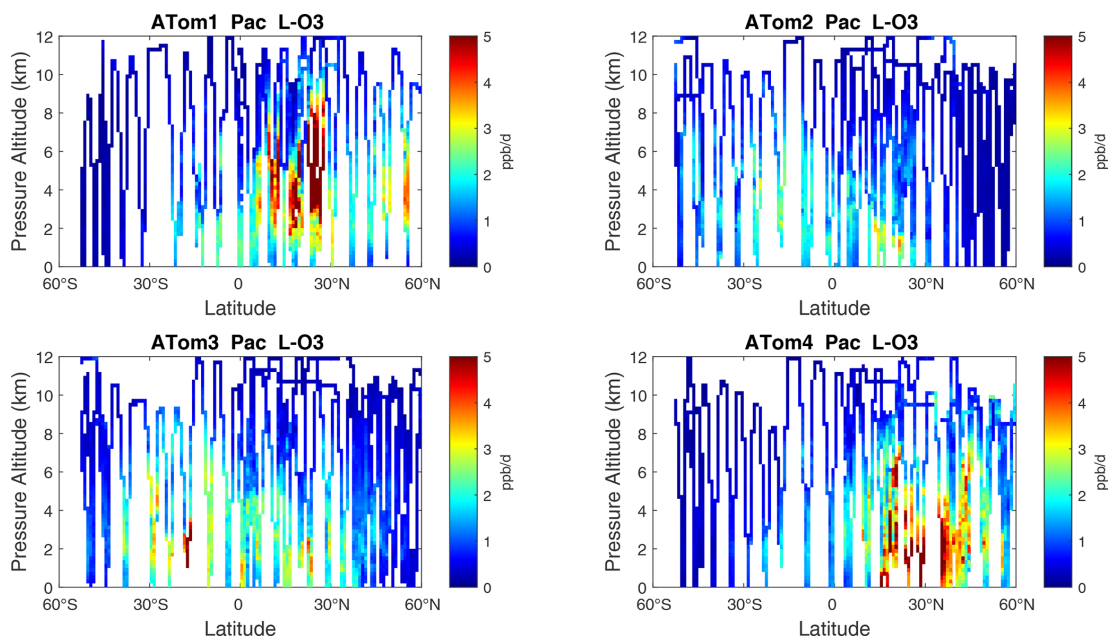 ATom1 Pac L-O3
Pressure Altitude (km)
12
10
8
6
4
2
0
60°S
30°S
0
30°N
60°N
Latitude
5
4
3
2
1
0
ppb/d
ATom2 Pac L-O3
Pressure Altitude (km)
12
10
8
6
4
2
0
60°S
30°S
0
30°N
60°N
Latitude
5
4
3
2
1
0
ppb/d
ATom3 Pac L-O3
Pressure Altitude (km)
12
10
8
6
4
2
0
60°S
30°S
0
30°N
60°N
Latitude
5
4
3
2
1
0
ppb/d
ATom4 Pac L-O3
Pressure Altitude (km)
12
10
8
6
4
2
0
60°S
30°S
0
30°N
60°N
Latitude
5
4
3
2
1
0
ppb/d